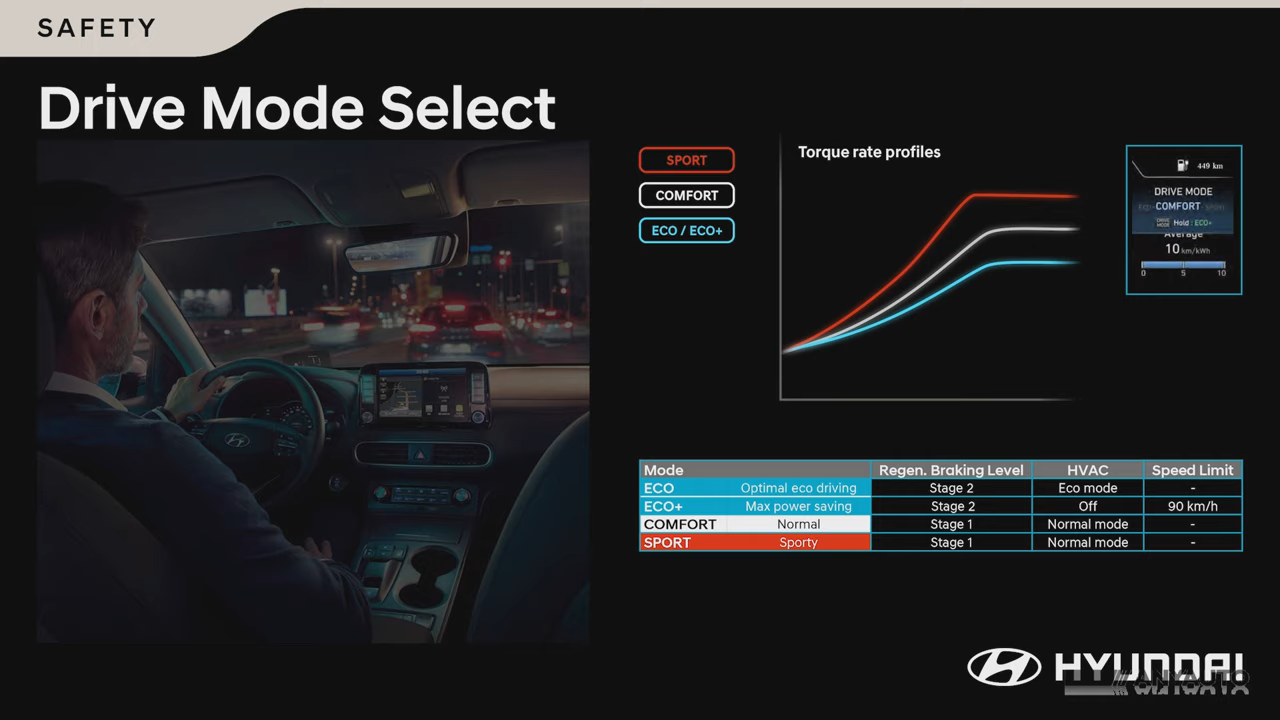 SAFETY
Drive Mode Select
SPORT
COMFORT
ECO / ECO+
Torque rate profiles
449 km
DRIVE MODE
COMFORT
DRIVE MODE Hold : ECO+
Average
10 km/kWh
0 5 10
Mode Regen. Braking Level HVAC Speed Limit
ECO Optimal eco driving Stage 2 Eco mode -
ECO+ Max power saving Stage 2 Off 90 km/h
COMFORT Normal Stage 1 Normal mode -
SPORT Sporty Stage 1 Normal mode -
HYUNDAI